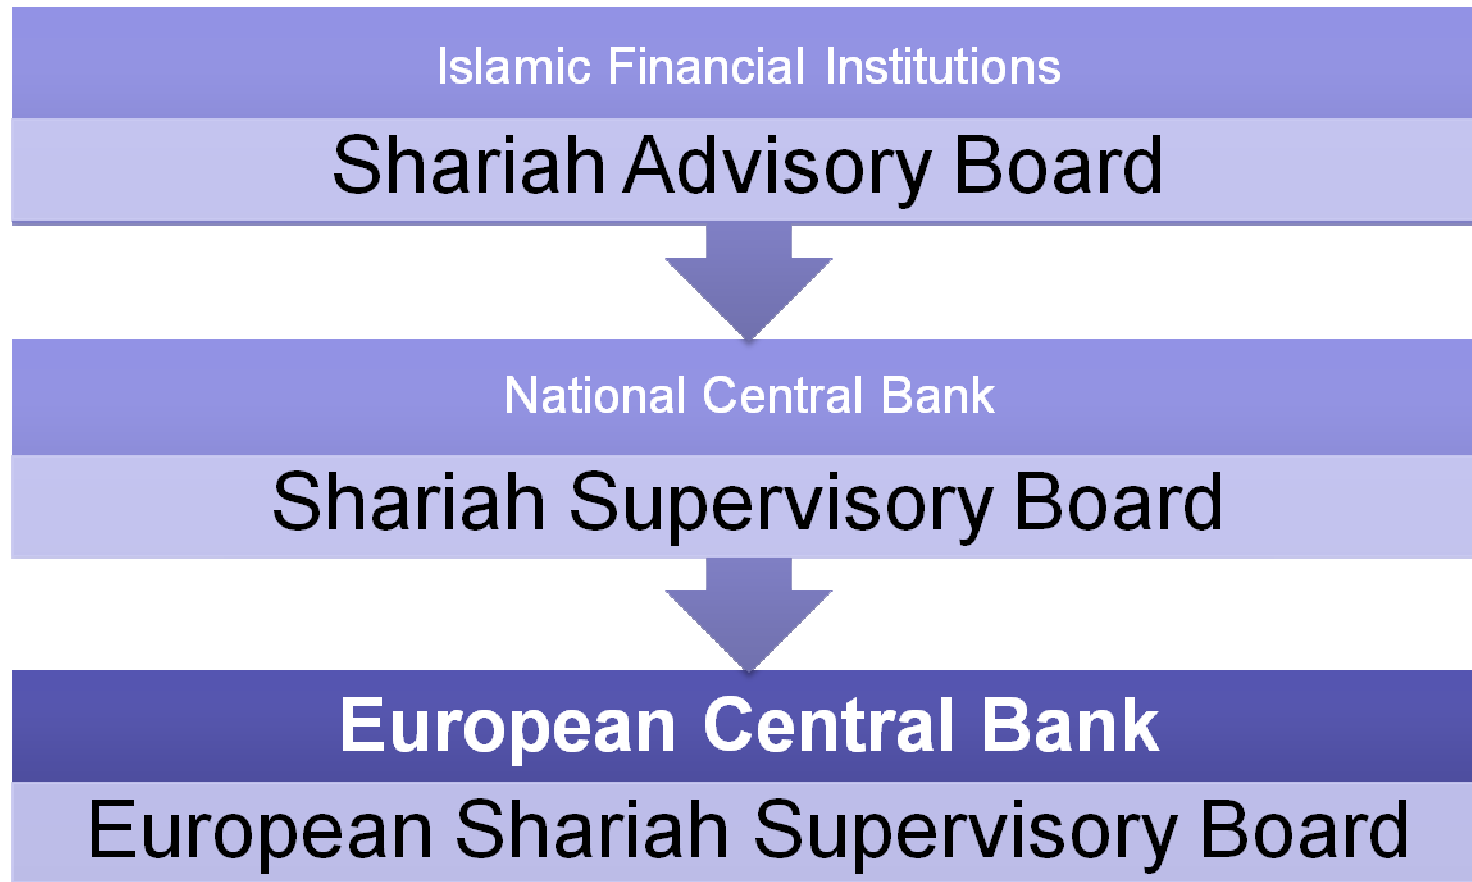 Islamic Financial Institutions
Shariah Advisory Board
National Central Bank
Shariah Supervisory Board
European Central Bank
European Shariah Supervisory Board